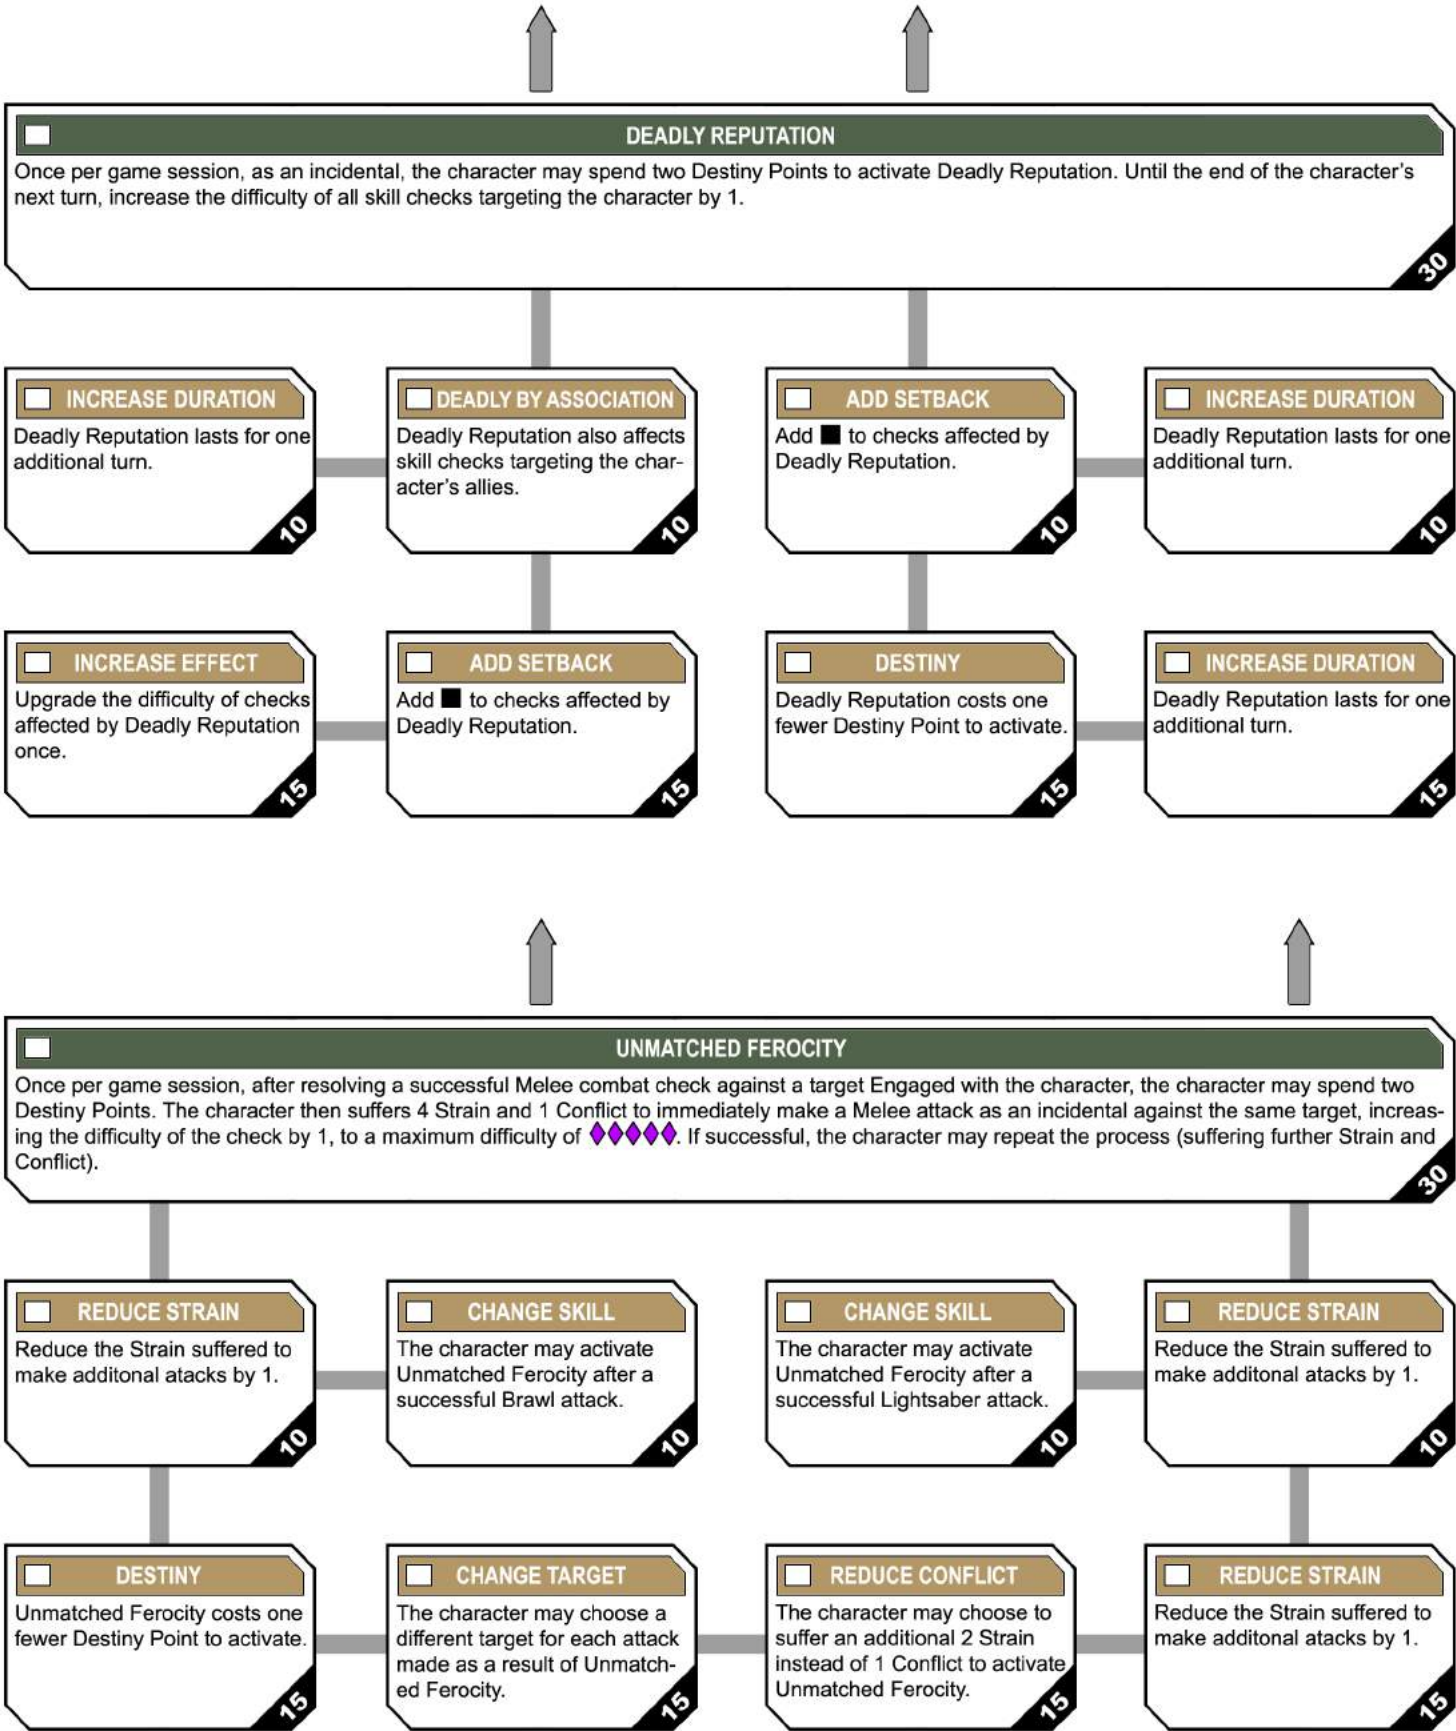 DEADLY REPUTATION
Once per game session, as an incidental, the character may spend two Destiny Points to activate Deadly Reputation. Until the end of the character's
next turn, increase the difficulty of all skill checks targeting the character by 1.
30
INCREASE DURATION
Deadly Reputation lasts for one
additional turn.
10
DEADLY BY ASSOCIATION
Deadly Reputation also affects
skill checks targeting the char-
acter's allies.
10
ADD SETBACK
Add ■ to checks affected by
Deadly Reputation.
10
INCREASE DURATION
Deadly Reputation lasts for one
additional turn.
10
INCREASE EFFECT
Upgrade the difficulty of checks
affected by Deadly Reputation
once.
15
ADD SETBACK
Add ■ to checks affected by
Deadly Reputation.
15
DESTINY
Deadly Reputation costs one
fewer Destiny Point to activate.
15
INCREASE DURATION
Deadly Reputation lasts for one
additional turn.
15
UNMATCHED FEROCITY
Once per game session, after resolving a successful Melee combat check against a target Engaged with the character, the character may spend two
Destiny Points. The character then suffers 4 Strain and 1 Conflict to immediately make a Melee attack as an incidental against the same target, increas-
ing the difficulty of the check by 1, to a maximum difficulty of ♦♦♦♦♦. If successful, the character may repeat the process (suffering further Strain and
Conflict).
30
REDUCE STRAIN
Reduce the Strain suffered to
make additonal atacks by 1.
10
CHANGE SKILL
The character may activate
Unmatched Ferocity after a
successful Brawl attack.
10
CHANGE SKILL
The character may activate
Unmatched Ferocity after a
successful Lightsaber attack.
10
REDUCE STRAIN
Reduce the Strain suffered to
make additonal atacks by 1.
10
DESTINY
Unmatched Ferocity costs one
fewer Destiny Point to activate.
15
CHANGE TARGET
The character may choose a
different target for each attack
made as a result of Unmatch-
ed Ferocity.
15
REDUCE CONFLICT
The character may choose to
suffer an additional 2 Strain
instead of 1 Conflict to activate
Unmatched Ferocity.
15
REDUCE STRAIN
Reduce the Strain suffered to
make additonal atacks by 1.
15